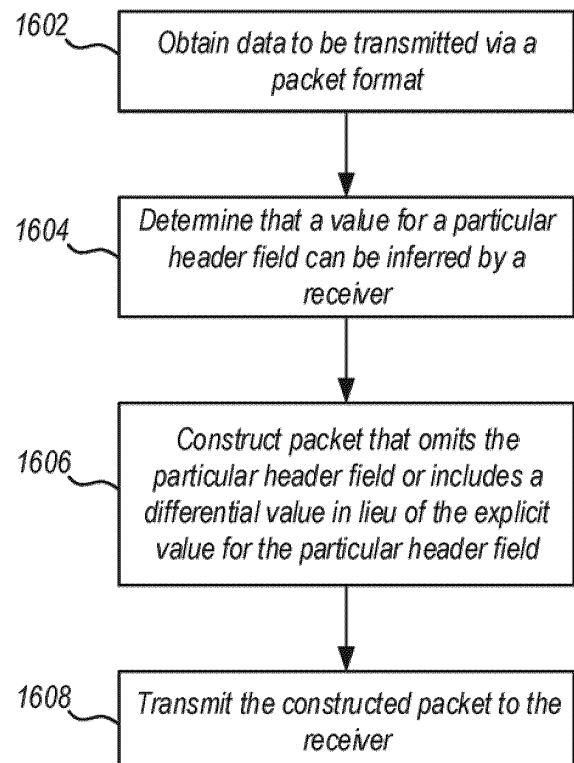 1602
Obtain data to be transmitted via a
packet format
1604
Determine that a value for a particular
header field can be inferred by a
receiver
1606
Construct packet that omits the
particular header field or includes a
differential value in lieu of the explicit
value for the particular header field
1608
Transmit the constructed packet to the
receiver